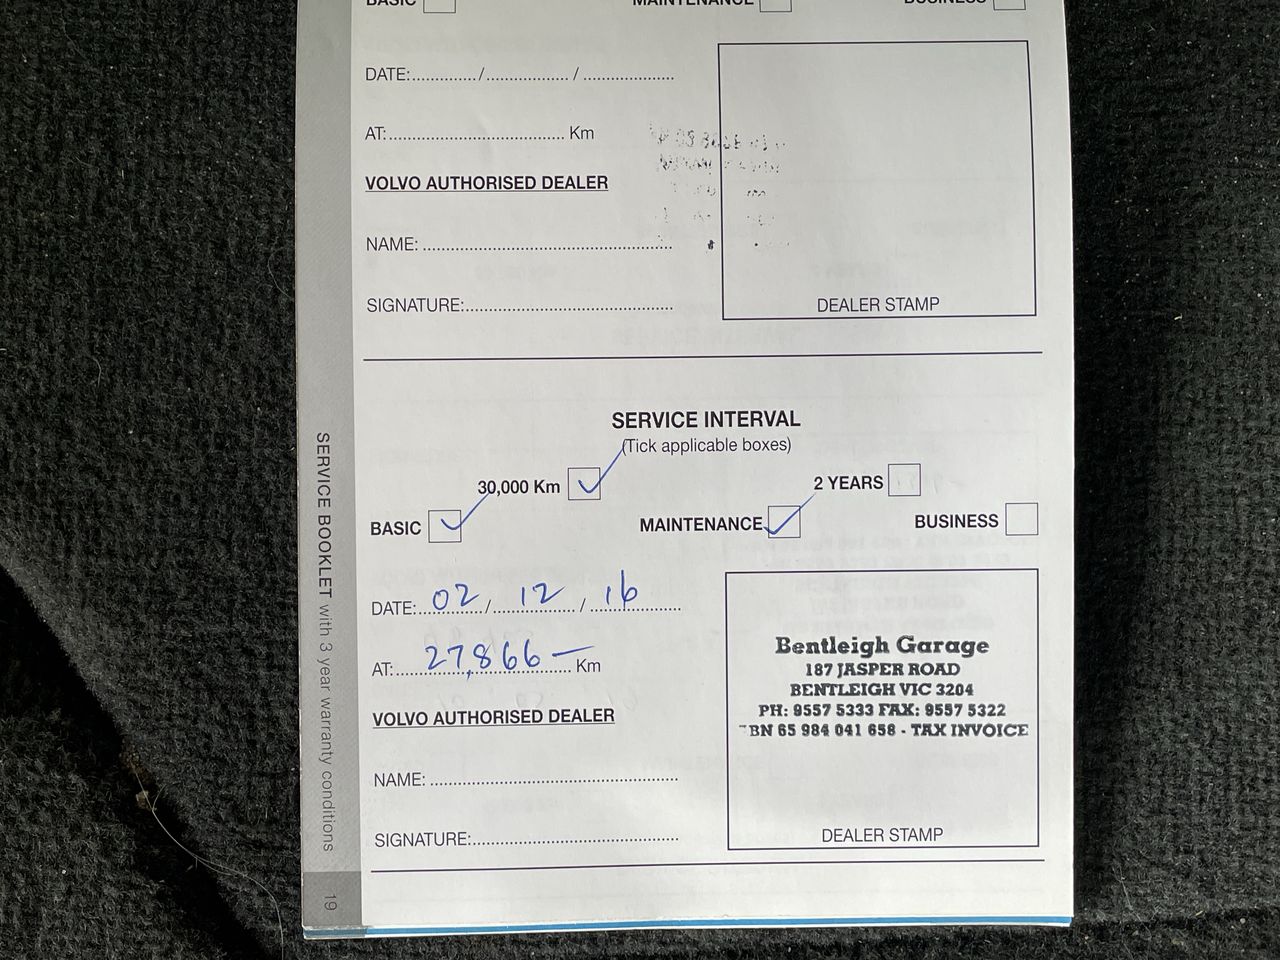 BASIC MAINTENANCE BUSINESS
DATE:............./................./....................
AT:...................................... Km
VOLVO AUTHORISED DEALER
NAME: .....................................................
SIGNATURE:.............................................
DEALER STAMP
SERVICE INTERVAL
(Tick applicable boxes)
30,000 Km 2 YEARS
BASIC MAINTENANCE BUSINESS
DATE: 02 / 12 / 16
AT: 27,866 — Km
VOLVO AUTHORISED DEALER
NAME: .....................................................
SIGNATURE:.............................................
Bentleigh Garage
187 JASPER ROAD
BENTLEIGH VIC 3204
PH: 9557 5333 FAX: 9557 5322
BN 65 984 041 658 - TAX INVOICE
DEALER STAMP
SERVICE BOOKLET with 3 year warranty conditions
19